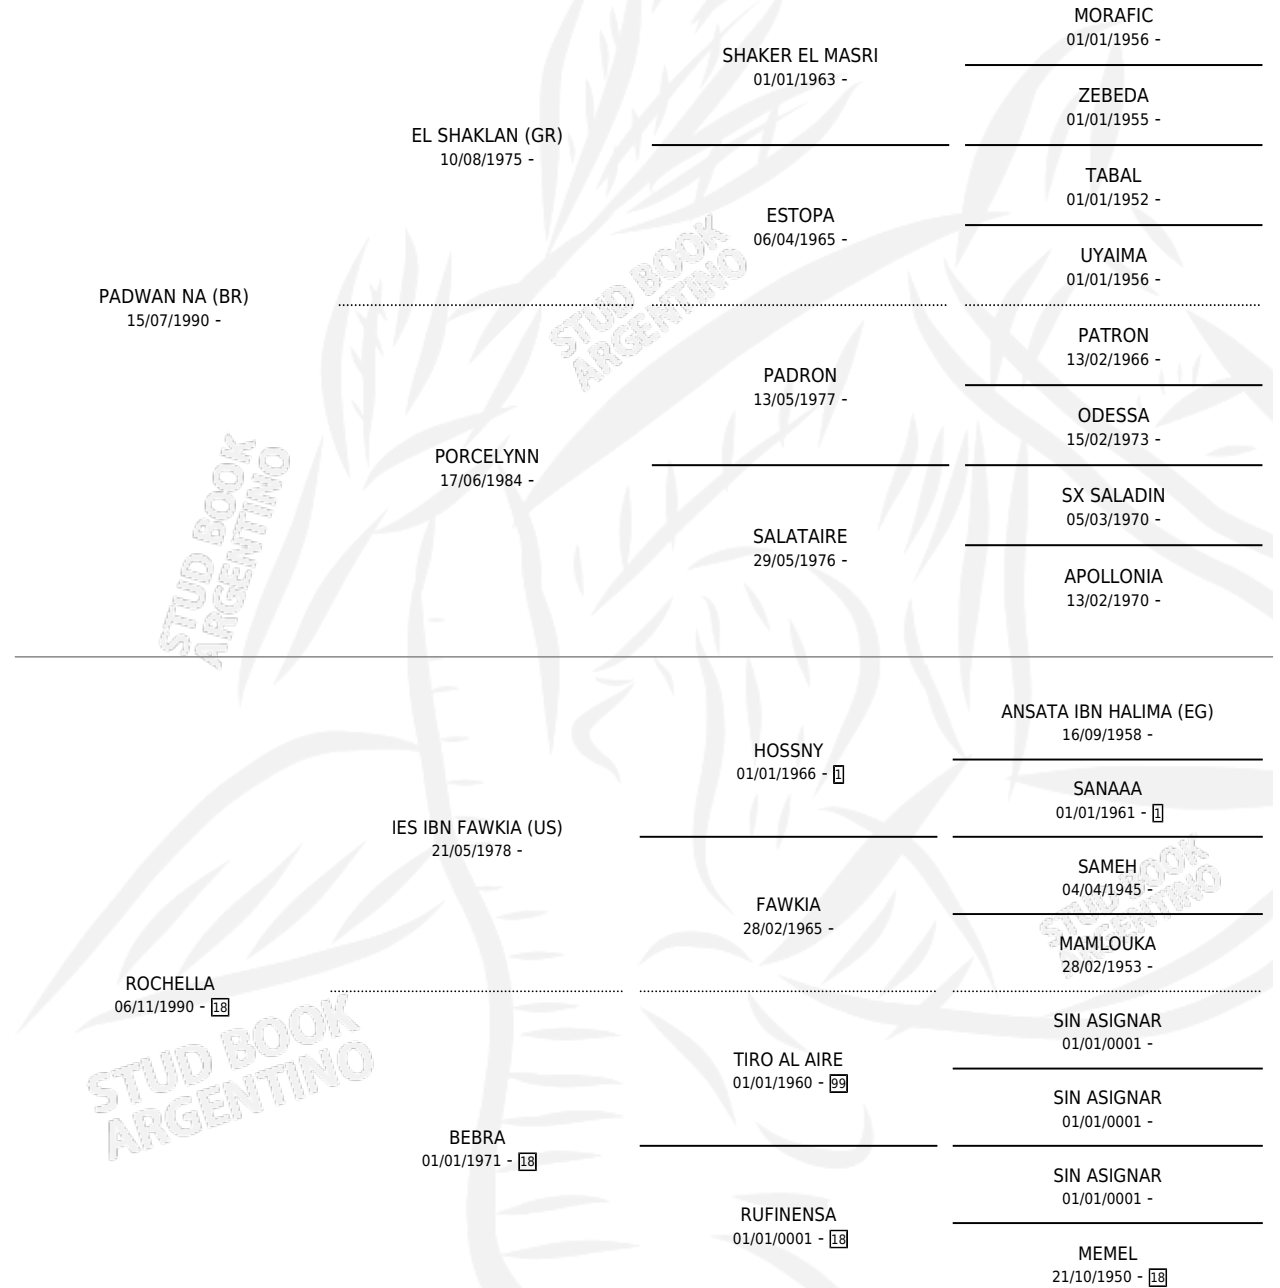 MORAFIC
01/01/1956 -
SHAKER EL MASRI
01/01/1963 -
ZEBEDA
01/01/1955 -
EL SHAKLAN (GR)
10/08/1975 -
TABAL
01/01/1952 -
ESTOPA
06/04/1965 -
UYAIMA
01/01/1956 -
PADWAN NA (BR)
15/07/1990 -
PATRON
13/02/1966 -
PADRON
13/05/1977 -
ODESSA
15/02/1973 -
PORCELYNN
17/06/1984 -
SX SALADIN
05/03/1970 -
SALATAIRE
29/05/1976 -
APOLLONIA
13/02/1970 -
ANSATA IBN HALIMA (EG)
16/09/1958 -
HOSSNY
01/01/1966 - 1
SANAAA
01/01/1961 - 1
IES IBN FAWKIA (US)
21/05/1978 -
SAMEH
04/04/1945 -
FAWKIA
28/02/1965 -
MAMLOUKA
28/02/1953 -
ROCHELLA
06/11/1990 - 18
SIN ASIGNAR
01/01/0001 -
TIRO AL AIRE
01/01/1960 - 99
SIN ASIGNAR
01/01/0001 -
BEBRA
01/01/1971 - 18
SIN ASIGNAR
01/01/0001 -
RUFINENSA
01/01/0001 - 18
MEMEL
21/10/1950 - 18
STUD BOOK
ARGENTINO
STUD BOOK
ARGENTINO
STUD BOOK
ARGENTINO
STUD BOOK
ARGENTINO